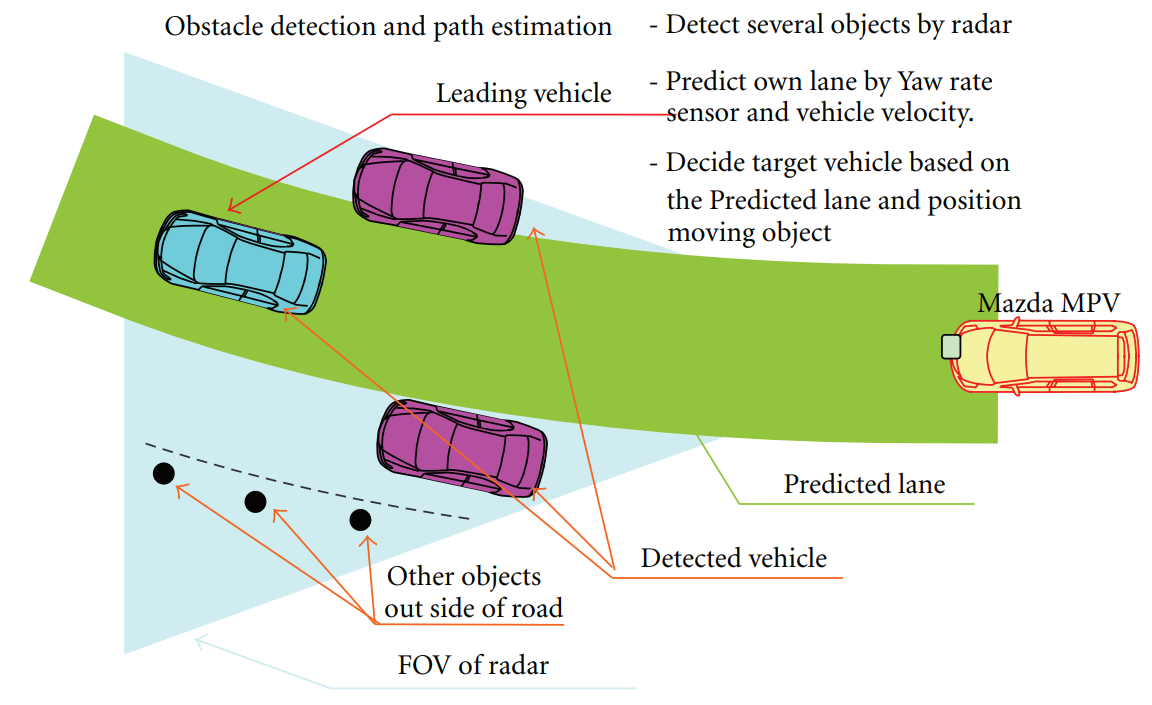 Obstacle detection and path estimation
- Detect several objects by radar
- Predict own lane by Yaw rate
sensor and vehicle velocity.
- Decide target vehicle based on
the Predicted lane and position
moving object
Leading vehicle
Mazda MPV
Predicted lane
Detected vehicle
Other objects
out side of road
FOV of radar